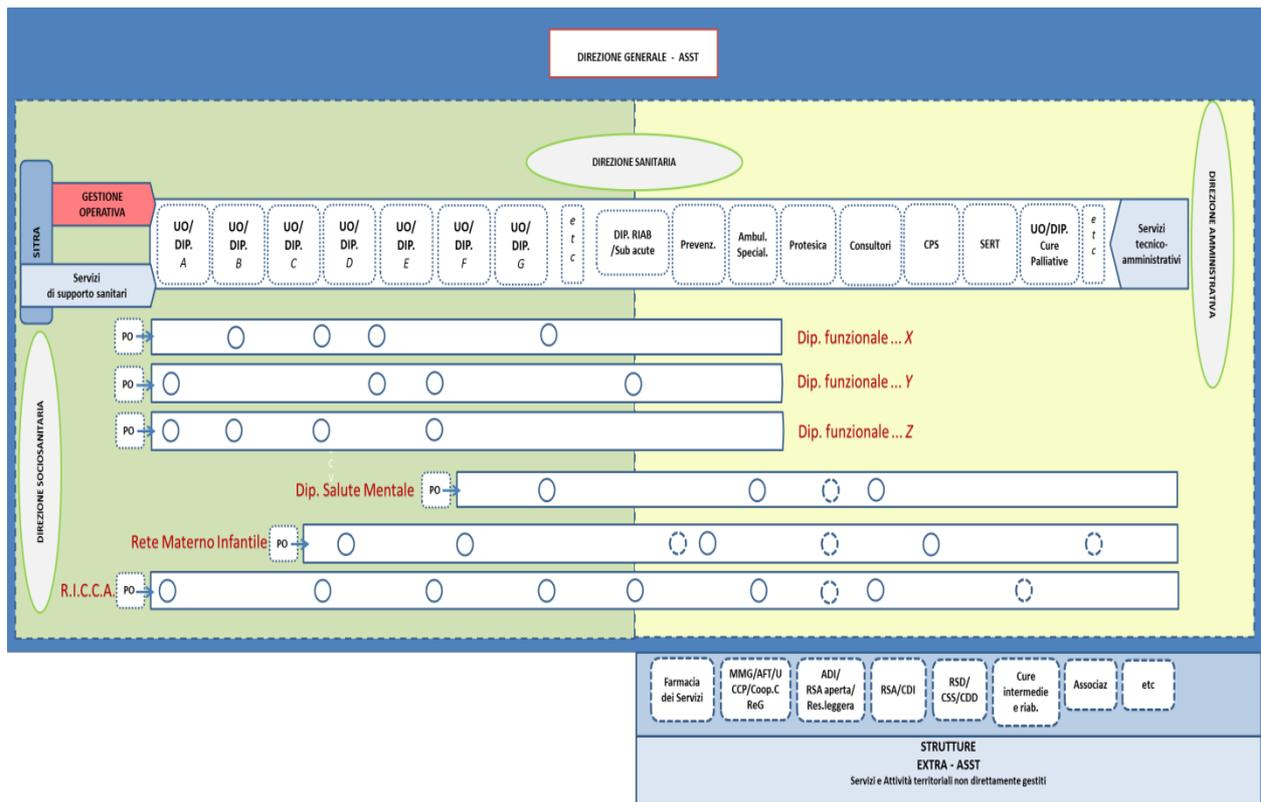 DIREZIONE GENERALE - ASST
DIREZIONE SANITARIA
DIREZIONE AMMINISTRATIVA
SITRA
GESTIONE
OPERATIVA
Servizi
di supporto sanitari
UO/
DIP.
A
UO/
DIP.
B
UO/
DIP.
C
UO/
DIP.
D
UO/
DIP.
E
UO/
DIP.
F
UO/
DIP.
G
etc
DIP. RIAB
/Sub acute
Prevenz.
Ambul.
Special.
Protesica
Consultori
CPS
SERT
UO/DIP.
Cure
Palliative
etc
Servizi
tecnico-
amministrativi
DIREZIONE SOCIOSANITARIA
PO
Dip. funzionale ... X
PO
Dip. funzionale ... Y
PO
Dip. funzionale ... Z
Dip. Salute Mentale
PO
Rete Materno Infantile
PO
R.I.C.C.A.
PO
Farmacia
dei Servizi
MMG/AFT/U
CCP/Coop.C
ReG
ADI/
RSA aperta/
Res.leggera
RSA/CDI
RSD/
CSS/CDD
Cure
intermedie
e riab.
Associaz
etc
STRUTTURE
EXTRA - ASST
Servizi e Attività territoriali non direttamente gestiti